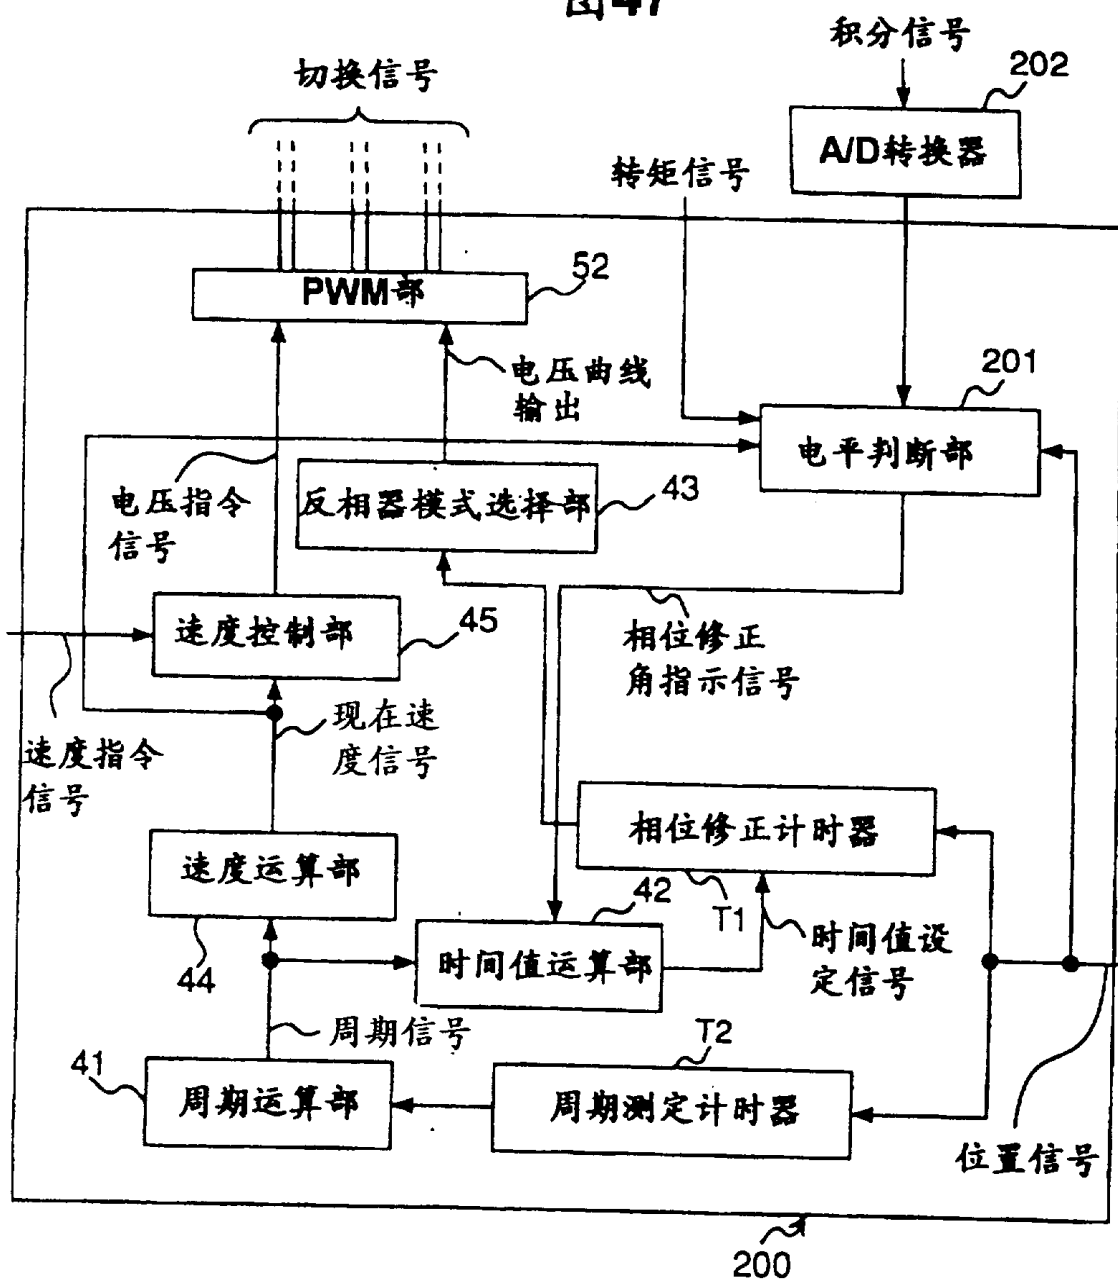 图47
积分信号
切换信号
202
A/D转换器
转矩信号
52
PWM部
电压曲线
输出
201
电平判断部
电压指令
信号
反相器模式选择部
43
速度控制部
45
相位修正
角指示信号
现在速
度信号
速度指令
信号
相位修正计时器
速度运算部
42
T1
时间值设
定信号
44
时间值运算部
周期信号
T2
41
周期运算部
周期测定计时器
位置信号
200